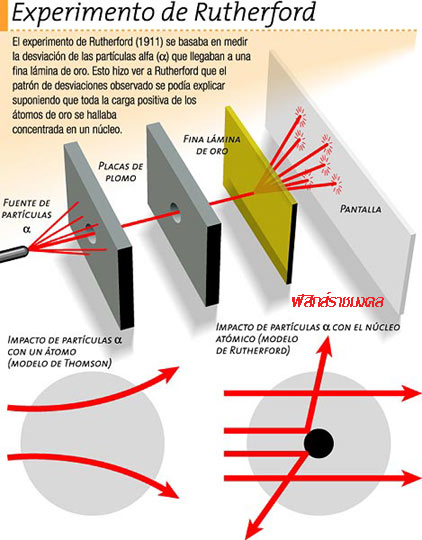 Experimento de Rutherford
El experimento de Rutherford (1911) se basaba en medir
la desviación de las partículas alfa (α) que llegaban a una
fina lámina de oro. Esto hizo ver a Rutherford que el
patrón de desviaciones observado se podía explicar
suponiendo que toda la carga positiva de los
átomos de oro se hallaba
concentrada en un núcleo.
FINA LÁMINA
DE ORO
PLACAS DE
PLOMO
FUENTE DE
PARTÍCULAS
α
PANTALLA
ฟิสิกส์ราชมงคล
IMPACTO DE PARTÍCULAS α
CON UN ÁTOMO
(MODELO DE THOMSON)
IMPACTO DE PARTÍCULAS α CON EL NÚCLEO
ATÓMICO (MODELO
DE RUTHERFORD)